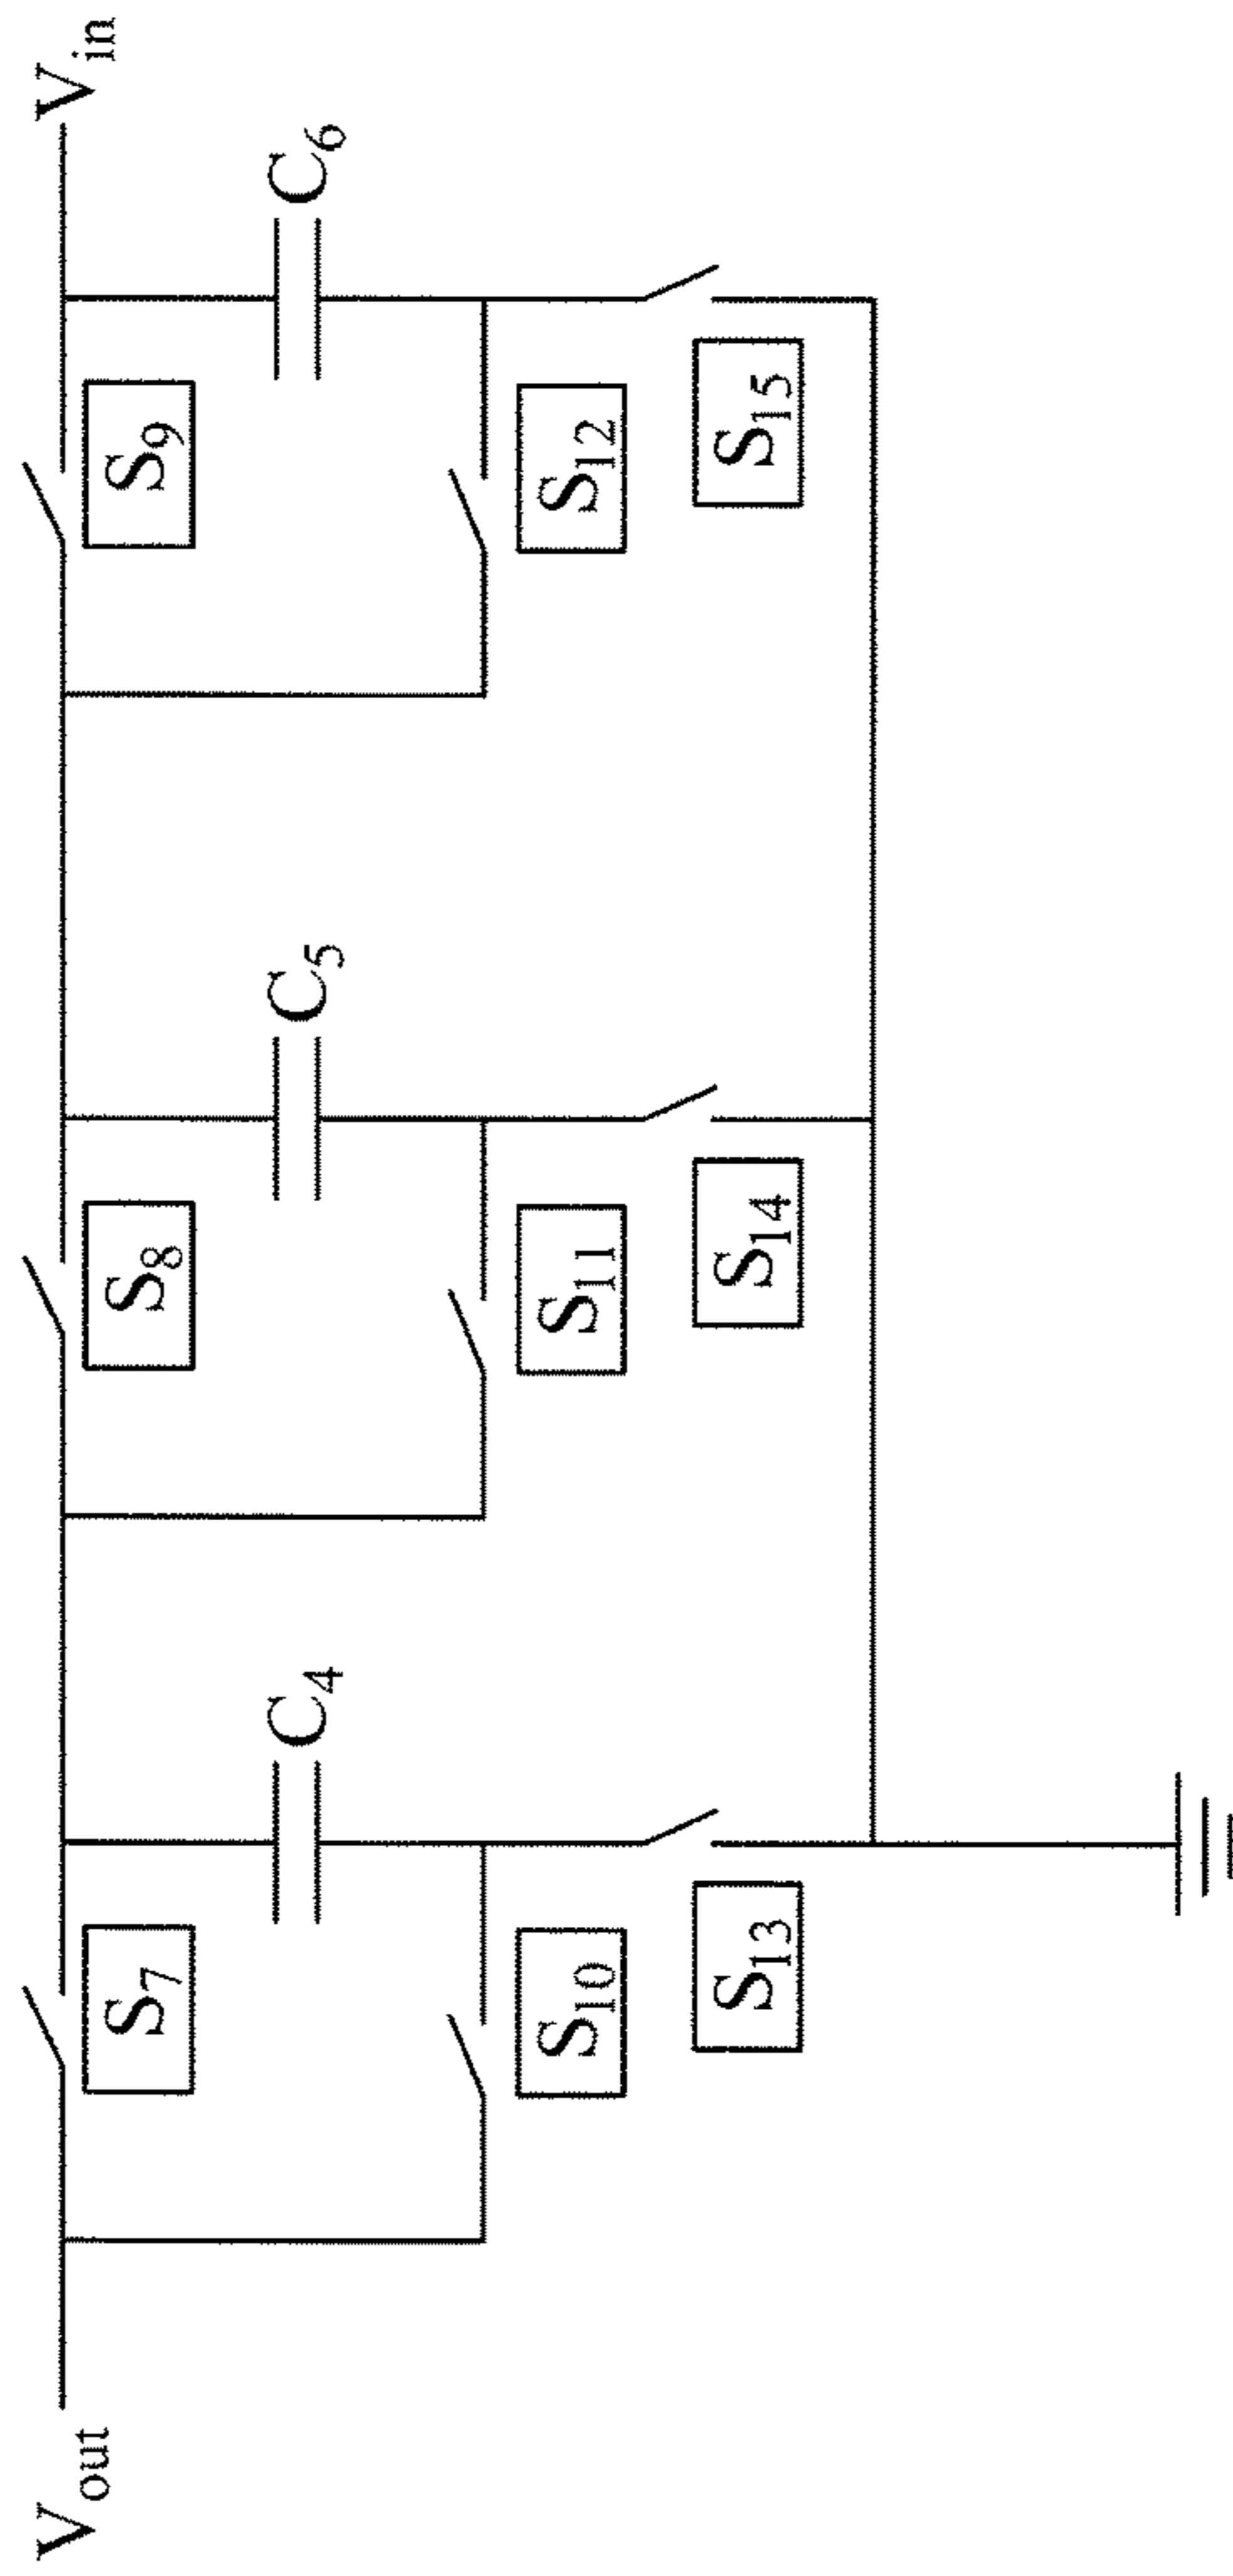 Vout
Vin
S₇
S₈
S₉
C₄
C₅
C₆
S₁₀
S₁₁
S₁₂
S₁₃
S₁₄
S₁₅